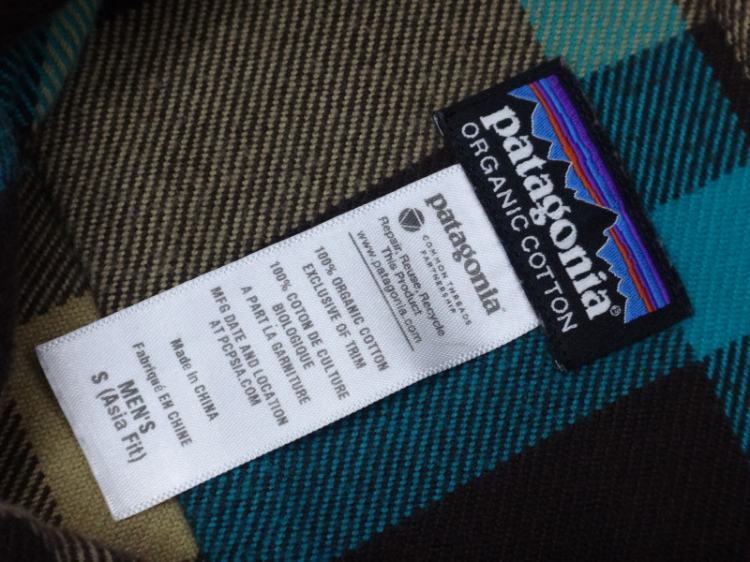 patagonia®
ORGANIC COTTON
patagonia®
COMMON THREADS
PARTNERSHIP
Repair, Reuse, Recycle
This Product
www.patagonia.com
100% ORGANIC COTTON
EXCLUSIVE OF TRIM
100% COTON DE CULTURE
BIOLOGIQUE
A PART LA GARNITURE
MFG DATE AND LOCATION
AT PCPSIA.COM
Made in CHINA
Fabriqué EN CHINE
MEN'S
S (Asia Fit)